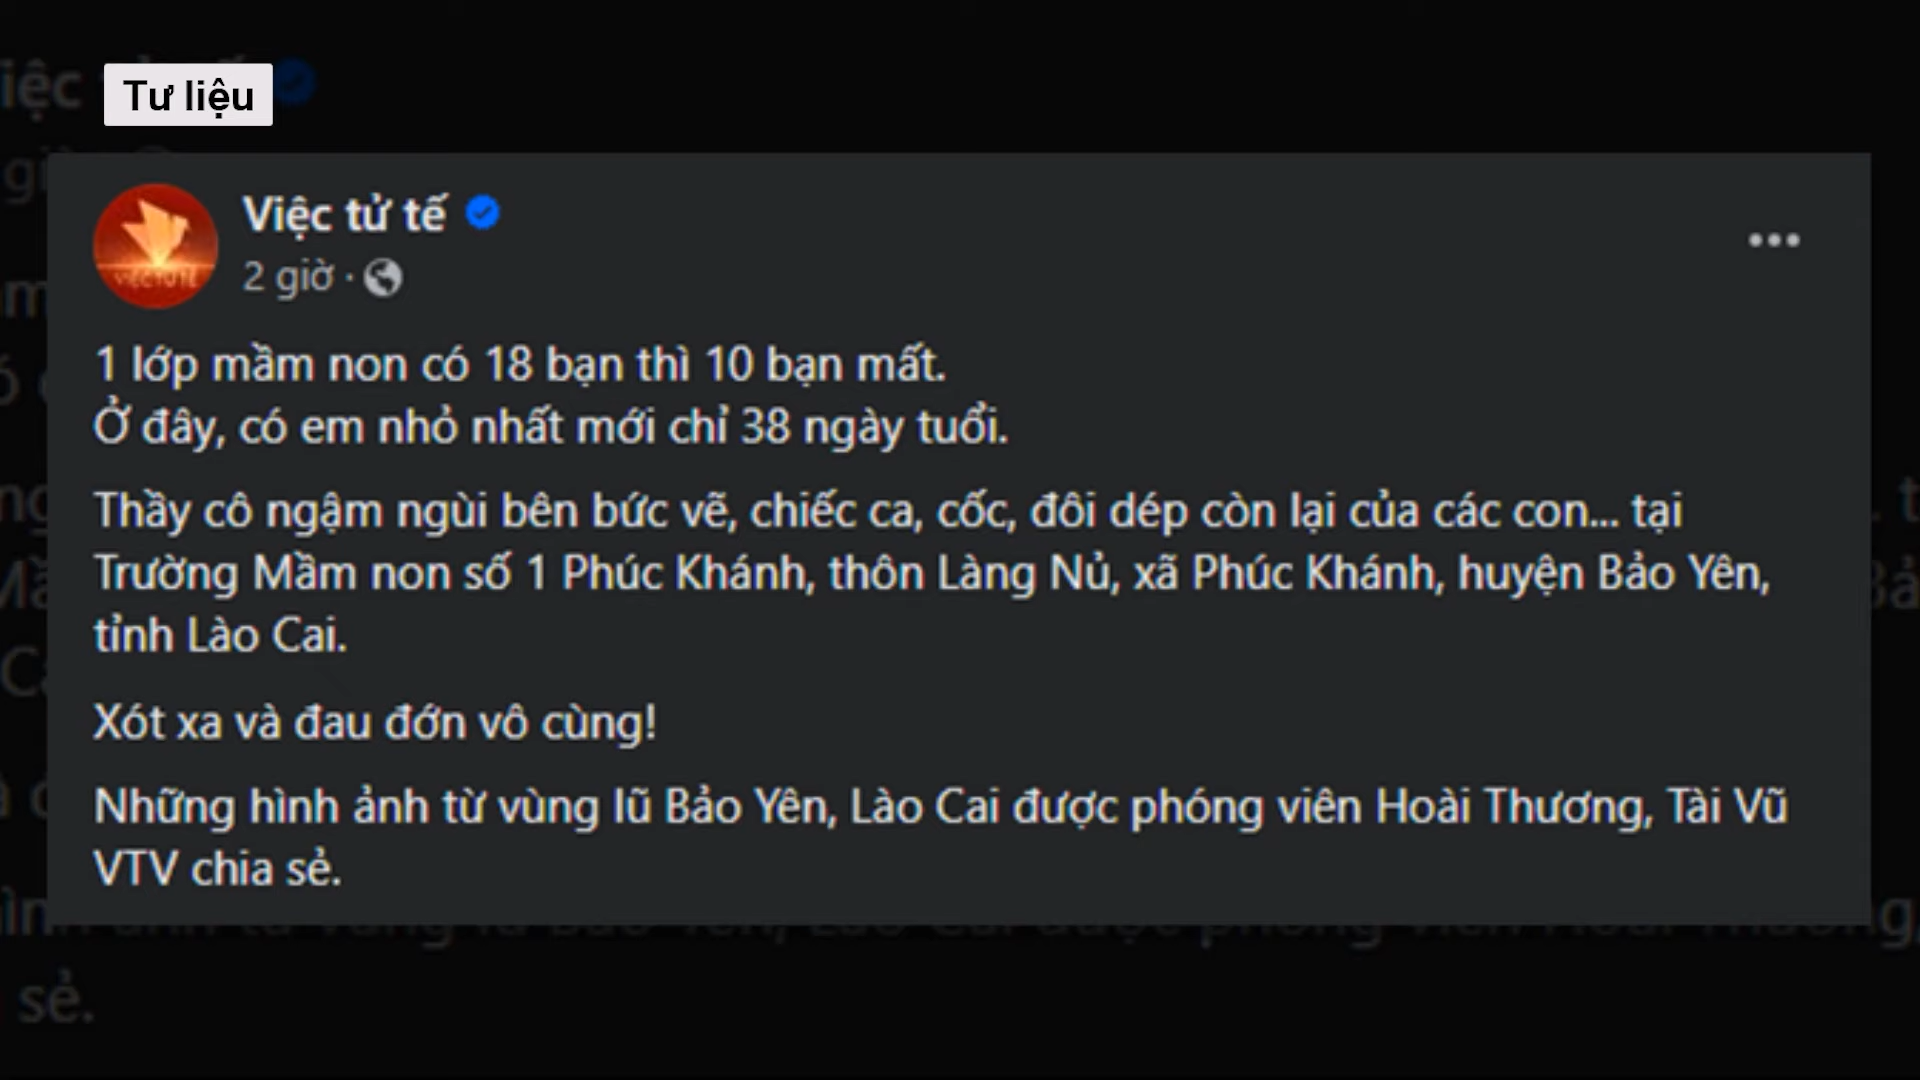 Tư liệu
Việc tử tế
2 giờ ·
VIỆC TỬ TẾ
1 lớp mầm non có 18 bạn thì 10 bạn mất.
Ở đây, có em nhỏ nhất mới chỉ 38 ngày tuổi.
Thầy cô ngậm ngùi bên bức vẽ, chiếc ca, cốc, đôi dép còn lại của các con... tại
Trường Mầm non số 1 Phúc Khánh, thôn Làng Nủ, xã Phúc Khánh, huyện Bảo Yên,
tỉnh Lào Cai.
Xót xa và đau đớn vô cùng!
Những hình ảnh từ vùng lũ Bảo Yên, Lào Cai được phóng viên Hoài Thương, Tài Vũ
VTV chia sẻ.
sẻ.